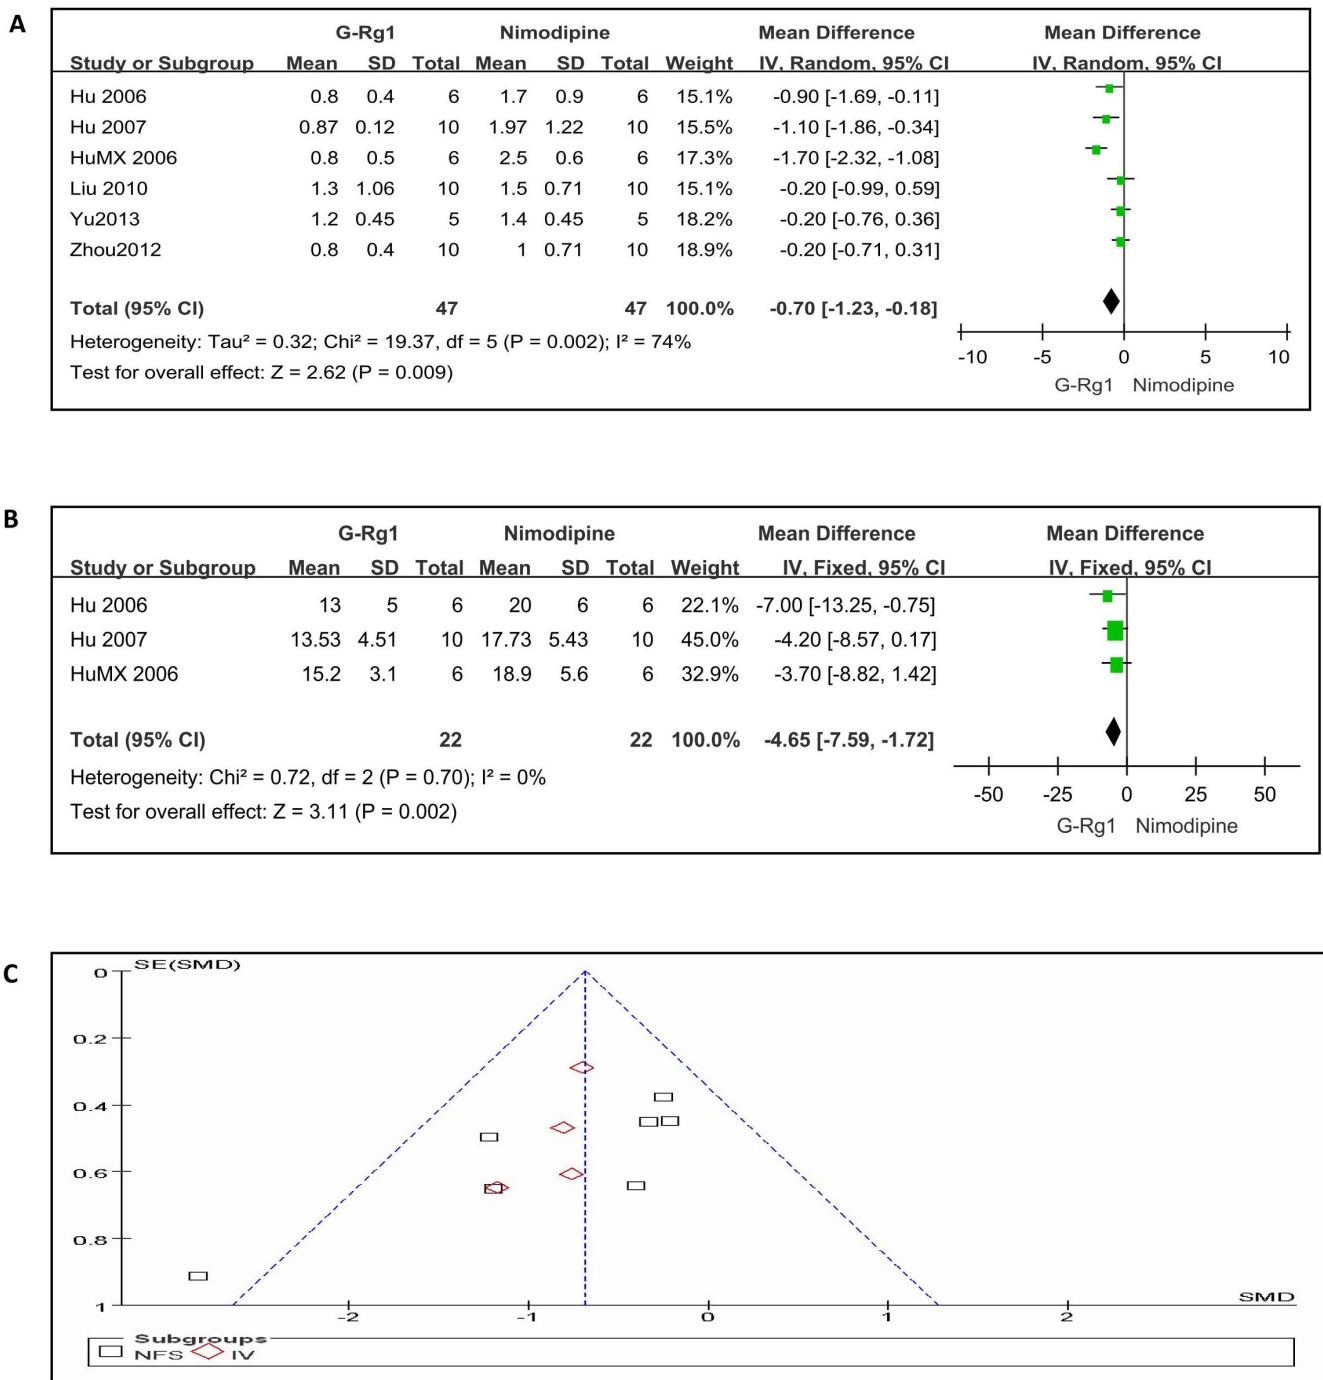 A
G-Rg1 Nimodipine Mean Difference Mean Difference
Study or Subgroup Mean SD Total Mean SD Total Weight IV, Random, 95% CI IV, Random, 95% CI
Hu 2006 0.8 0.4 6 1.7 0.9 6 15.1% -0.90 [-1.69, -0.11]
Hu 2007 0.87 0.12 10 1.97 1.22 10 15.5% -1.10 [-1.86, -0.34]
HuMX 2006 0.8 0.5 6 2.5 0.6 6 17.3% -1.70 [-2.32, -1.08]
Liu 2010 1.3 1.06 10 1.5 0.71 10 15.1% -0.20 [-0.99, 0.59]
Yu2013 1.2 0.45 5 1.4 0.45 5 18.2% -0.20 [-0.76, 0.36]
Zhou2012 0.8 0.4 10 1 0.71 10 18.9% -0.20 [-0.71, 0.31]
Total (95% CI) 47 47 100.0% -0.70 [-1.23, -0.18]
Heterogeneity: Tau² = 0.32; Chi² = 19.37, df = 5 (P = 0.002); I² = 74%
Test for overall effect: Z = 2.62 (P = 0.009)
-10 -5 0 5 10
G-Rg1 Nimodipine
B
G-Rg1 Nimodipine Mean Difference Mean Difference
Study or Subgroup Mean SD Total Mean SD Total Weight IV, Fixed, 95% CI IV, Fixed, 95% CI
Hu 2006 13 5 6 20 6 6 22.1% -7.00 [-13.25, -0.75]
Hu 2007 13.53 4.51 10 17.73 5.43 10 45.0% -4.20 [-8.57, 0.17]
HuMX 2006 15.2 3.1 6 18.9 5.6 6 32.9% -3.70 [-8.82, 1.42]
Total (95% CI) 22 22 100.0% -4.65 [-7.59, -1.72]
Heterogeneity: Chi² = 0.72, df = 2 (P = 0.70); I² = 0%
Test for overall effect: Z = 3.11 (P = 0.002)
-50 -25 0 25 50
G-Rg1 Nimodipine
C
SE(SMD)
0
0.2
0.4
0.6
0.8
1
SMD
-2 -1 0 1 2
Subgroups
NFS IV